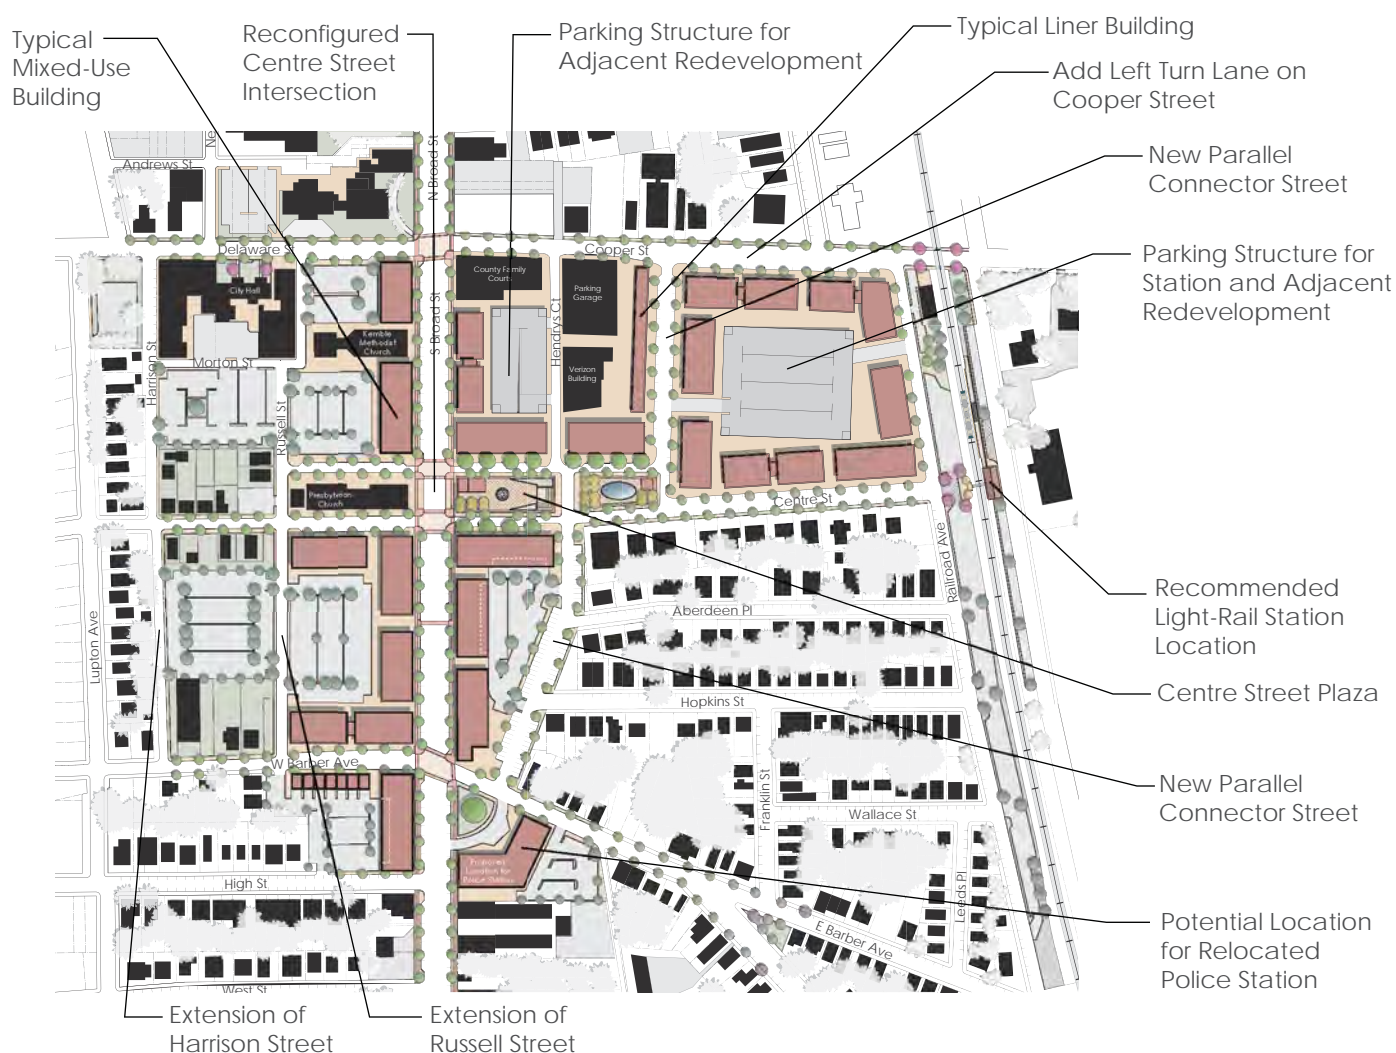 Typical
Mixed-Use
Building
Reconfigured
Centre Street
Intersection
Parking Structure for
Adjacent Redevelopment
Typical Liner Building
Add Left Turn Lane on
Cooper Street
New Parallel
Connector Street
Parking Structure for
Station and Adjacent
Redevelopment
Recommended
Light-Rail Station
Location
Centre Street Plaza
New Parallel
Connector Street
Potential Location
for Relocated
Police Station
Extension of
Harrison Street
Extension of
Russell Street
Ne
Andrews St
N Broad St
Delaware St
Cooper St
City Hall
County Family
Court
Parking
Garage
Hendrys Ct
S Broad St
Kemble
Methodist
Church
Morton St
Harrison St
Verizon
Building
Russell St
Presbyterian
Church
Centre St
Railroad Ave
Aberdeen Pl
Lupton Ave
Hopkins St
W Barber Ave
Franklin St
Wallace St
Proposed
Location for
Police Station
High St
Leeds Pl
E Barber Ave
West St